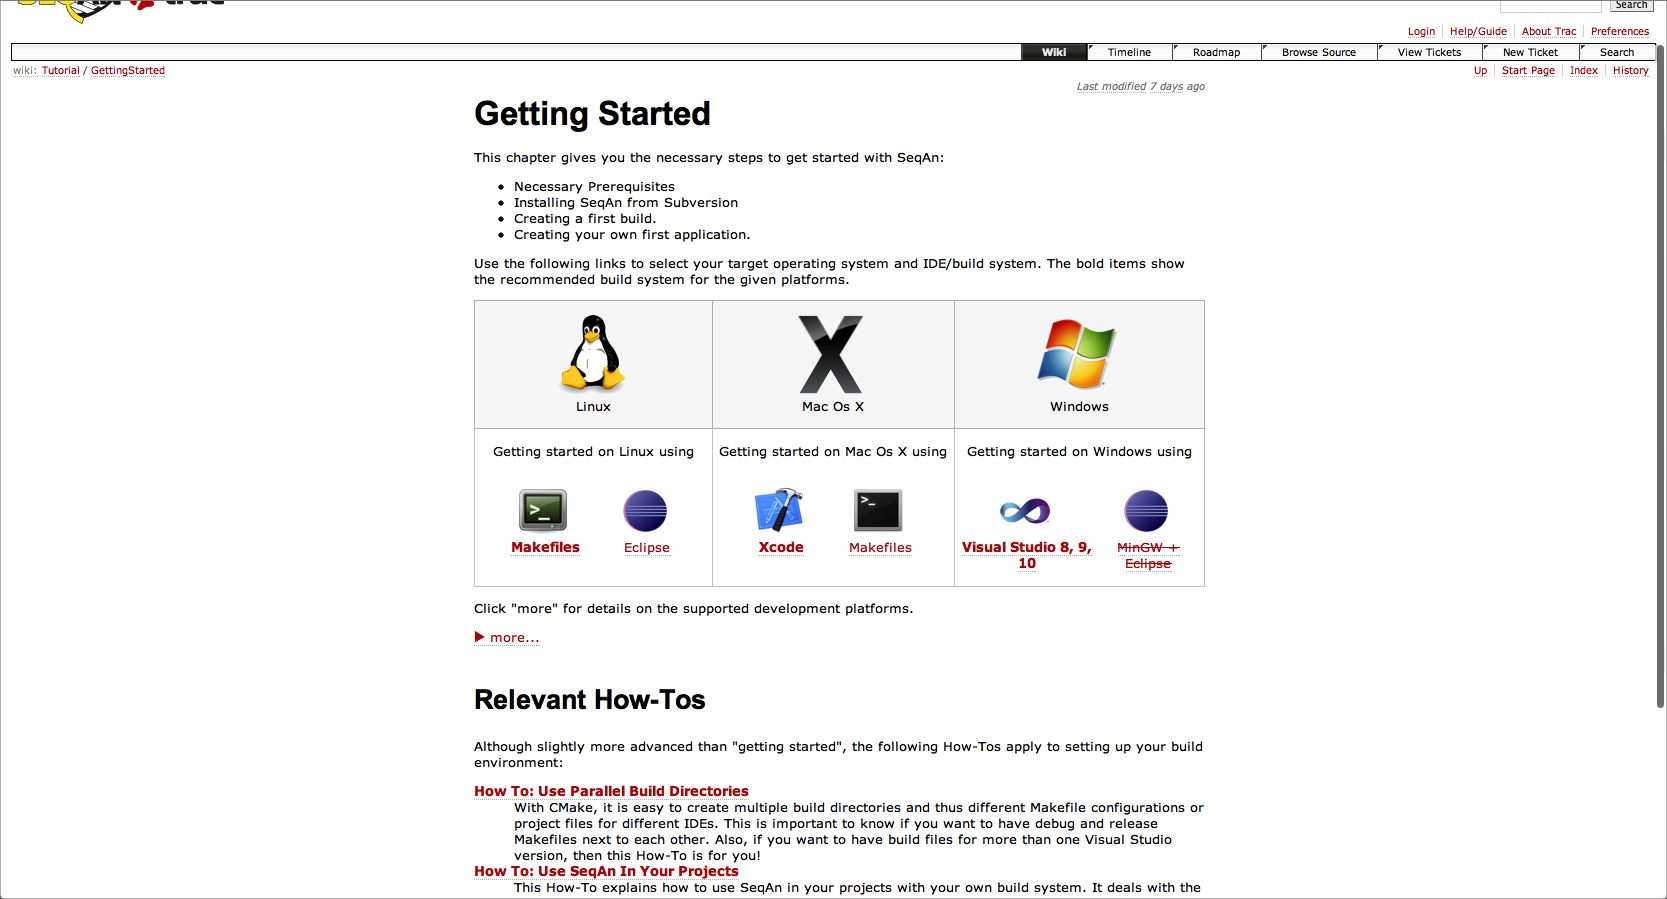 SEQAN trac
Search
Login Help/Guide About Trac Preferences
Wiki Timeline Roadmap Browse Source View Tickets New Ticket Search
wiki: Tutorial / GettingStarted
Up Start Page Index History
Last modified 7 days ago
Getting Started
This chapter gives you the necessary steps to get started with SeqAn:
Necessary Prerequisites
Installing SeqAn from Subversion
Creating a first build.
Creating your own first application.
Use the following links to select your target operating system and IDE/build system. The bold items show
the recommended build system for the given platforms.
Linux Mac Os X Windows
Getting started on Linux using Getting started on Mac Os X using Getting started on Windows using
Makefiles Eclipse Xcode Makefiles Visual Studio 8, 9, MinGW +
10 Eclipse
Click "more" for details on the supported development platforms.
more...
Relevant How-Tos
Although slightly more advanced than "getting started", the following How-Tos apply to setting up your build
environment:
How To: Use Parallel Build Directories
With CMake, it is easy to create multiple build directories and thus different Makefile configurations or
project files for different IDEs. This is important to know if you want to have debug and release
Makefiles next to each other. Also, if you want to have build files for more than one Visual Studio
version, then this How-To is for you!
How To: Use SeqAn In Your Projects
This How-To explains how to use SeqAn in your projects with your own build system. It deals with the